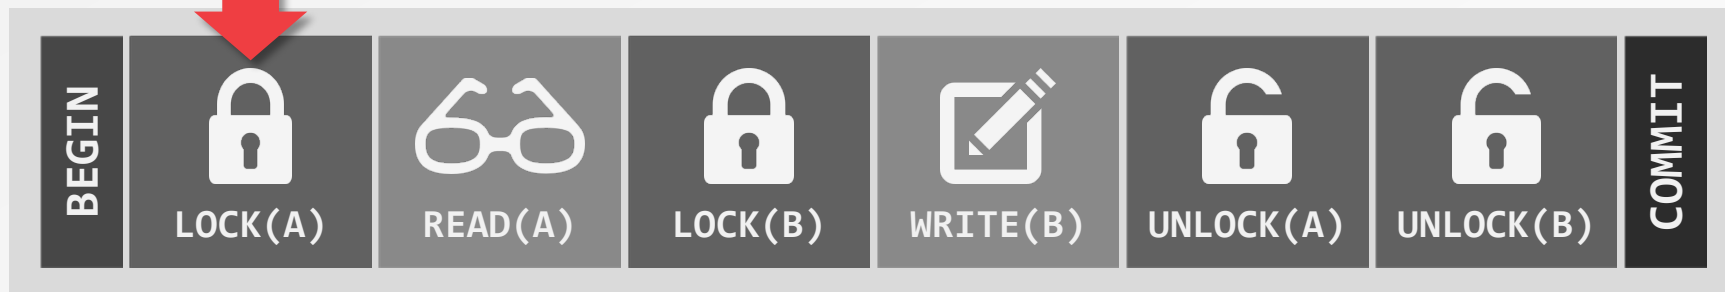 BEGIN
LOCK(A)
READ(A)
LOCK(B)
WRITE(B)
UNLOCK(A)
UNLOCK(B)
COMMIT